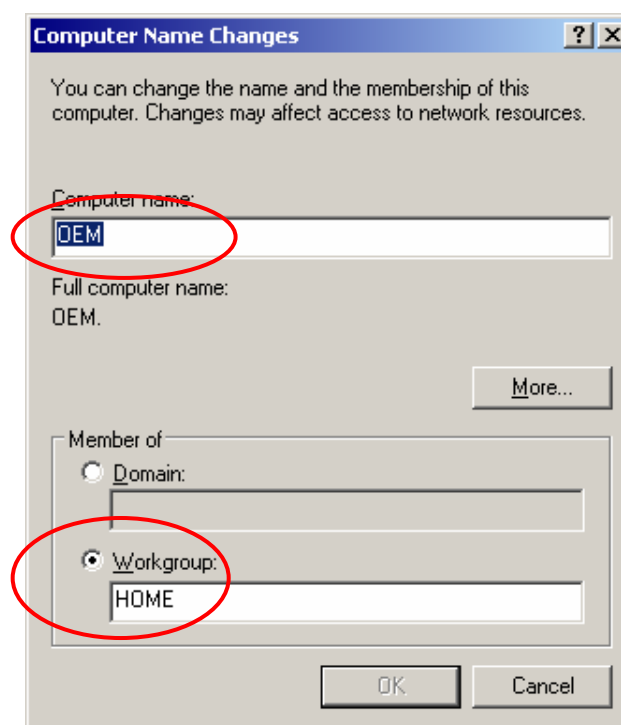 Computer Name Changes
You can change the name and the membership of this
computer. Changes may affect access to network resources.
Computer name:
OEM
Full computer name:
OEM.
More...
Member of
Domain:
Workgroup:
HOME
OK
Cancel